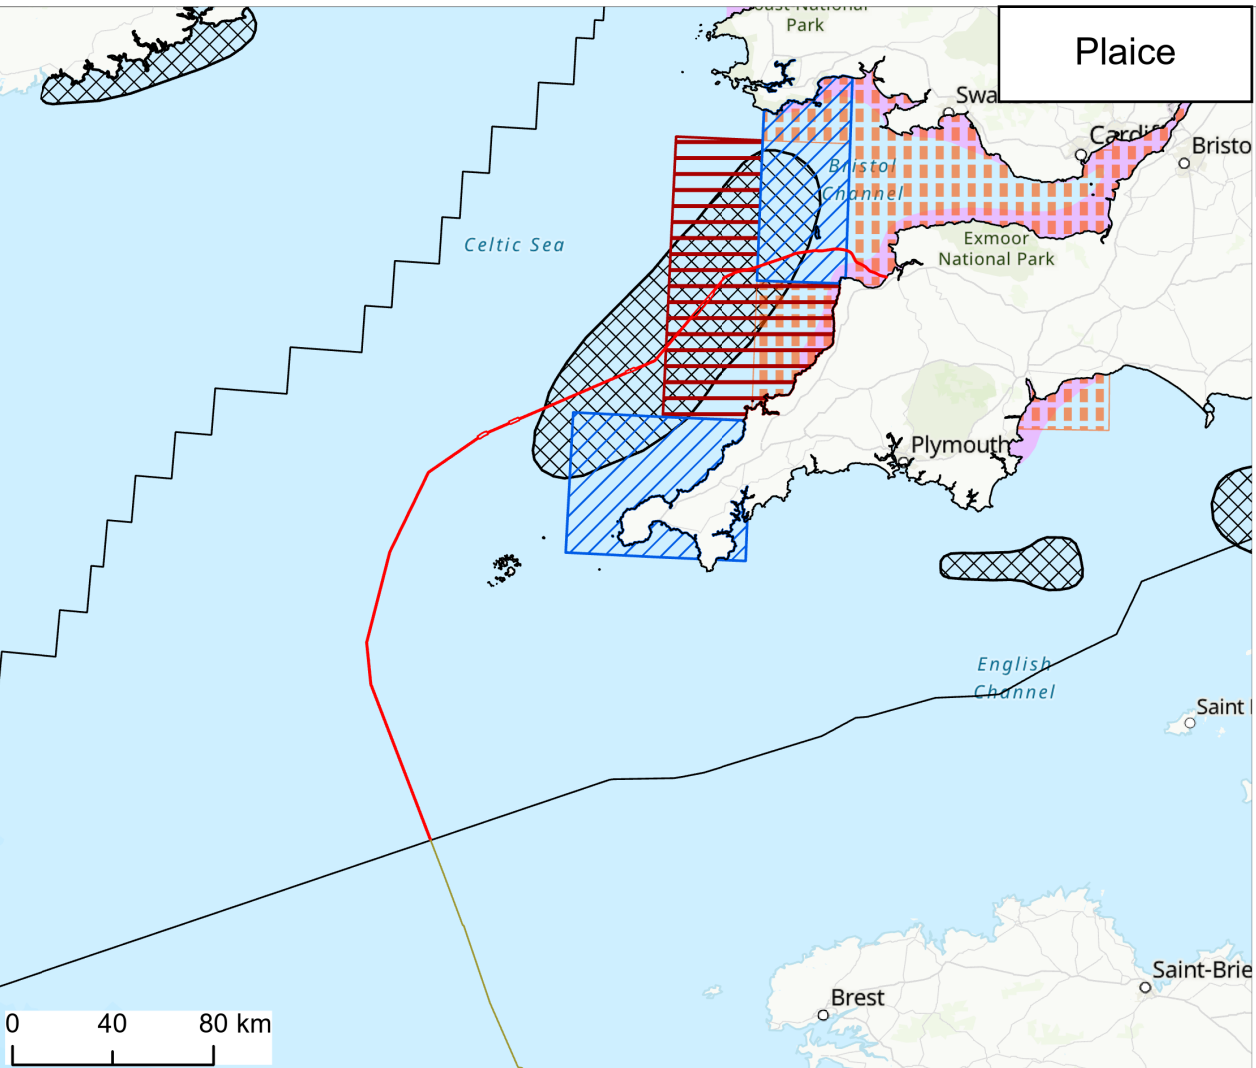 Park
Plaice
Swa
Cardiff
Bristo
Bristol
Channel
Celtic Sea
Exmoor
National Park
Plymouth
English
Channel
Saint
Saint-Brie
Brest
0 40 80 km